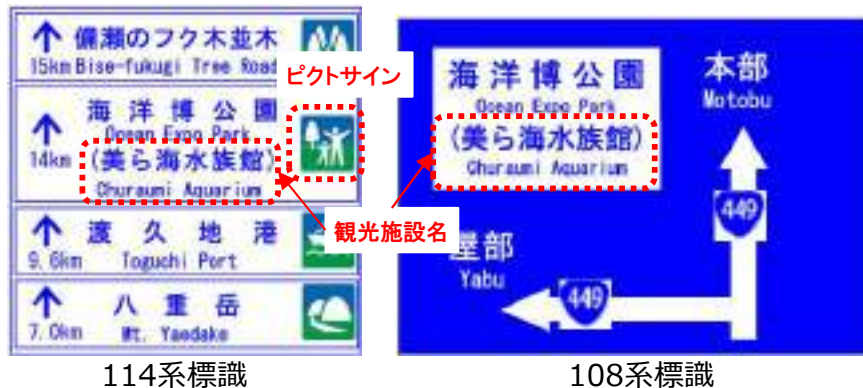 備瀬のフク木並木
15km Bise-fukugi Tree Road
ピクトサイン
海洋博公園
Ocean Expo Park
14km (美ら海水族館)
Churaumi Aquarium
観光施設名
渡久地港
9.6km Toguchi Port
八重岳
7.0km Mt. Yaedake
114系標識
海洋博公園
Ocean Expo Park
(美ら海水族館)
Churaumi Aquarium
本部
Motobu
449
屋部
Yabu
449
108系標識